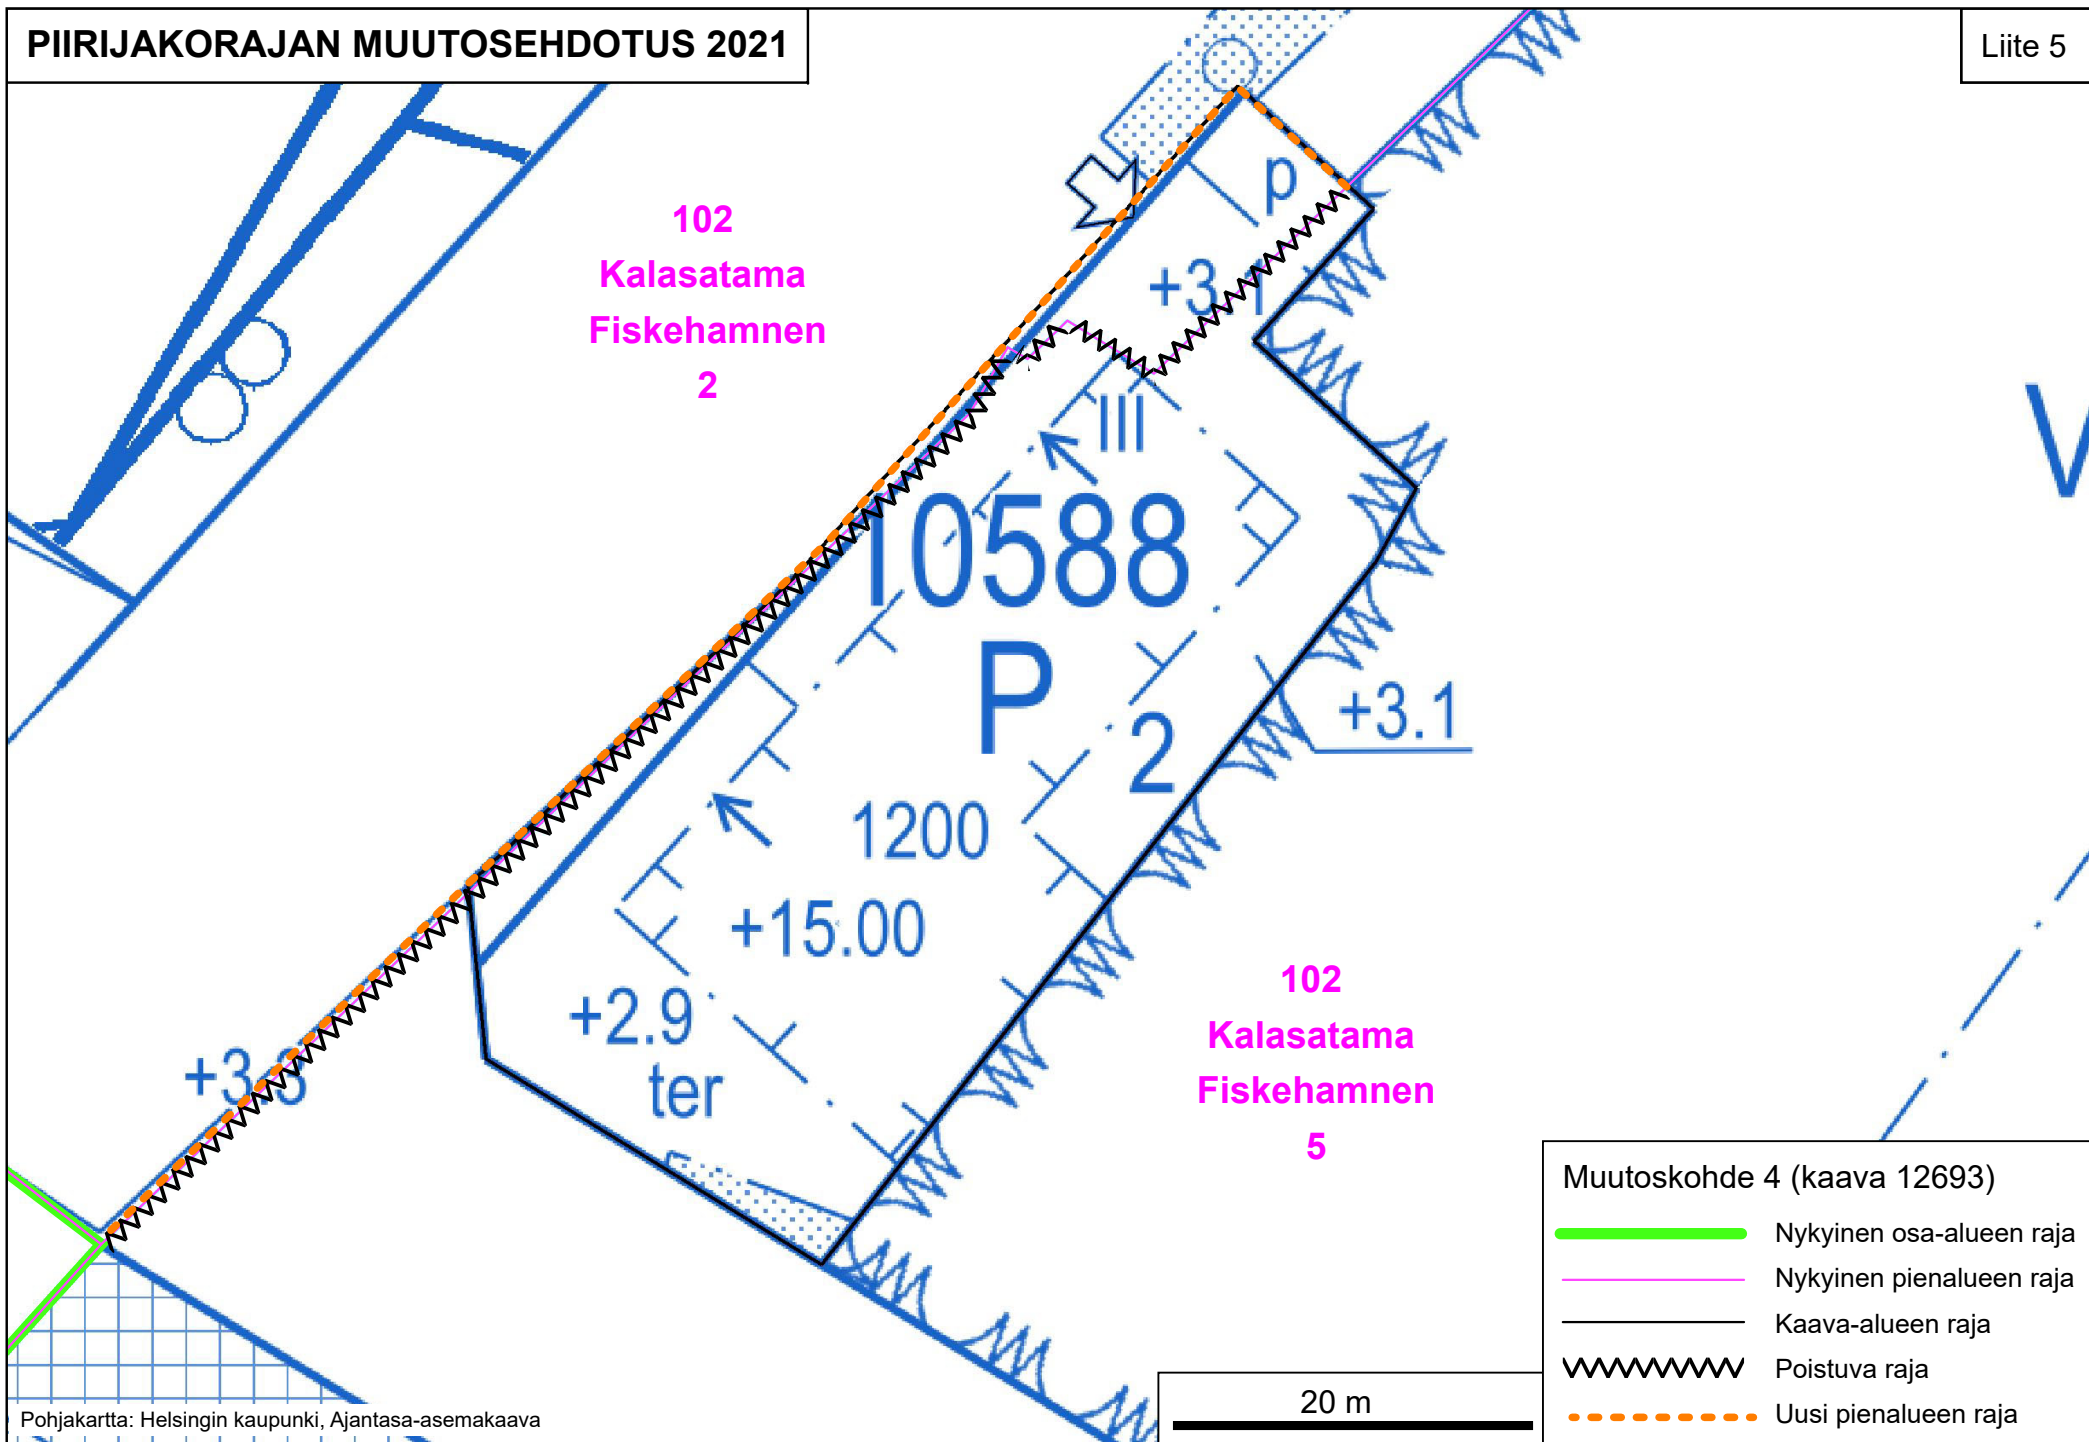 PIIRIJAKORAJAN MUUTOSEHDOTUS 2021
Liite 5
102
Kalasatama
Fiskehamnen
2
p
+3.1
III
10588
P
2
+3.1
1200
+15.00
+2.9
ter
+3.3
V
102
Kalasatama
Fiskehamnen
5
Muutoskohde 4 (kaava 12693)
Nykyinen osa-alueen raja
Nykyinen pienalueen raja
Kaava-alueen raja
Poistuva raja
Uusi pienalueen raja
20 m
Pohjakartta: Helsingin kaupunki, Ajantasa-asemakaava